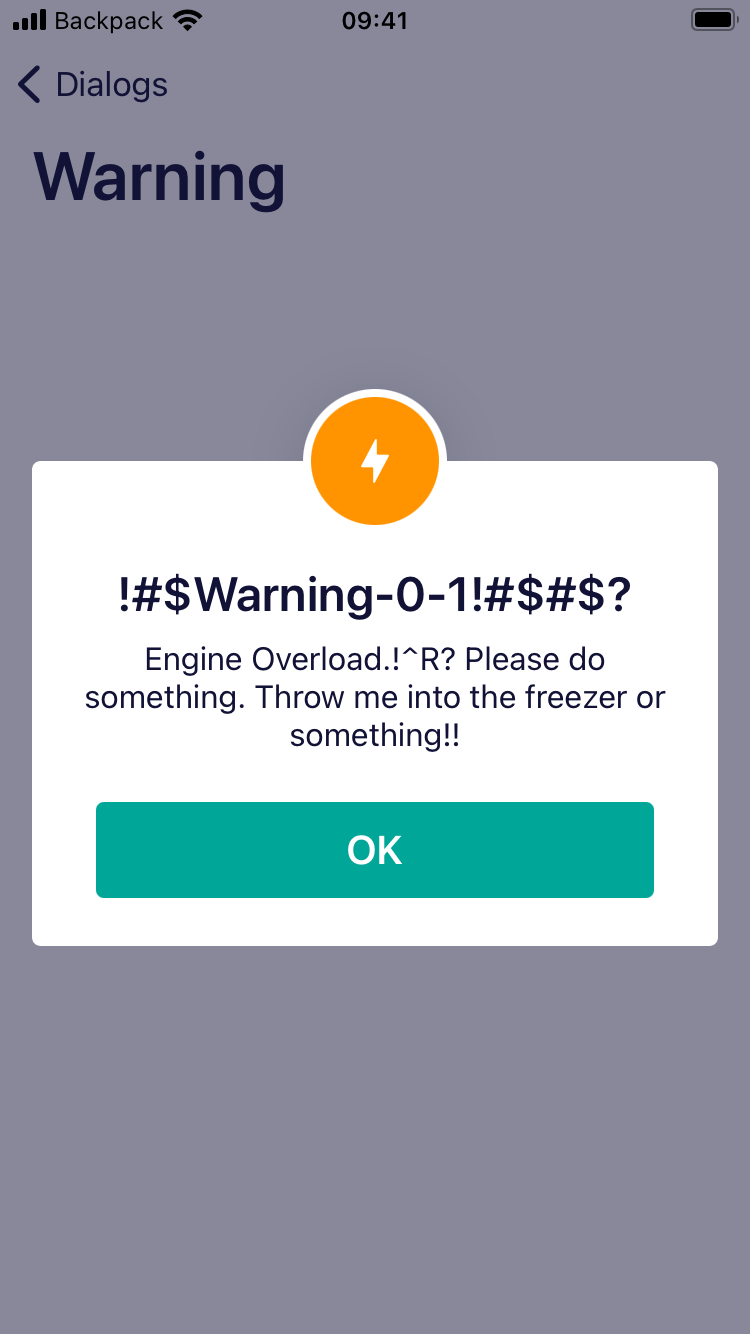 Backpack 09:41
Dialogs
Warning
!#$Warning-0-1!#$#$?
Engine Overload.!^R? Please do
something. Throw me into the freezer or
something!!
OK